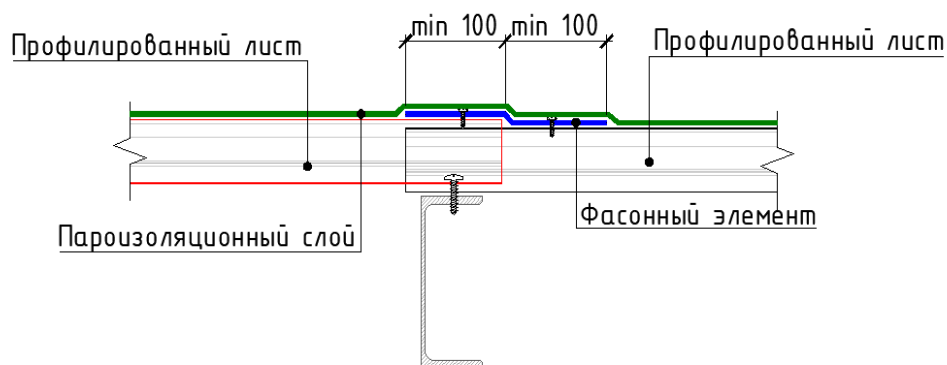 min 100
min 100
Профилированный лист
Профилированный лист
Фасонный элемент
Пароизоляционный слой